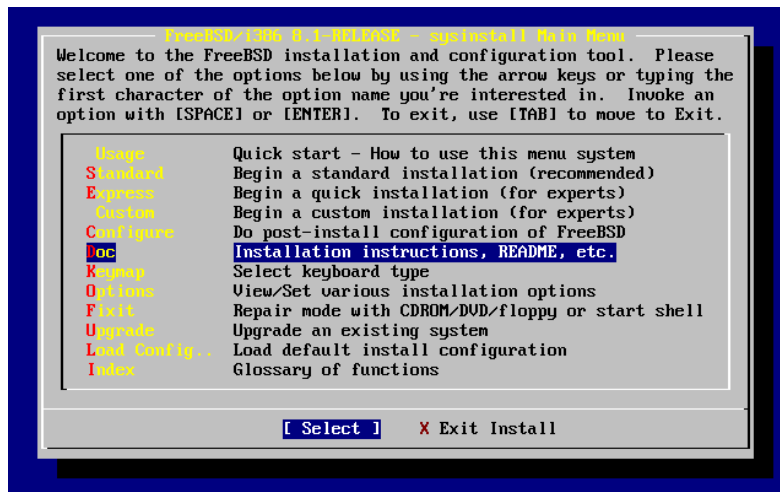 FreeBSD/i386 8.1-RELEASE - sysinstall Main Menu
Welcome to the FreeBSD installation and configuration tool.  Please
select one of the options below by using the arrow keys or typing the
first character of the option name you're interested in.  Invoke an
option with [SPACE] or [ENTER].  To exit, use [TAB] to move to Exit.
Usage Quick start - How to use this menu system
Standard Begin a standard installation (recommended)
Express Begin a quick installation (for experts)
Custom Begin a custom installation (for experts)
Configure Do post-install configuration of FreeBSD
Doc Installation instructions, README, etc.
Keymap Select keyboard type
Options View/Set various installation options
Fixit Repair mode with CDROM/DVD/floppy or start shell
Upgrade Upgrade an existing system
Load Config.. Load default install configuration
Index Glossary of functions
[ Select ] X Exit Install